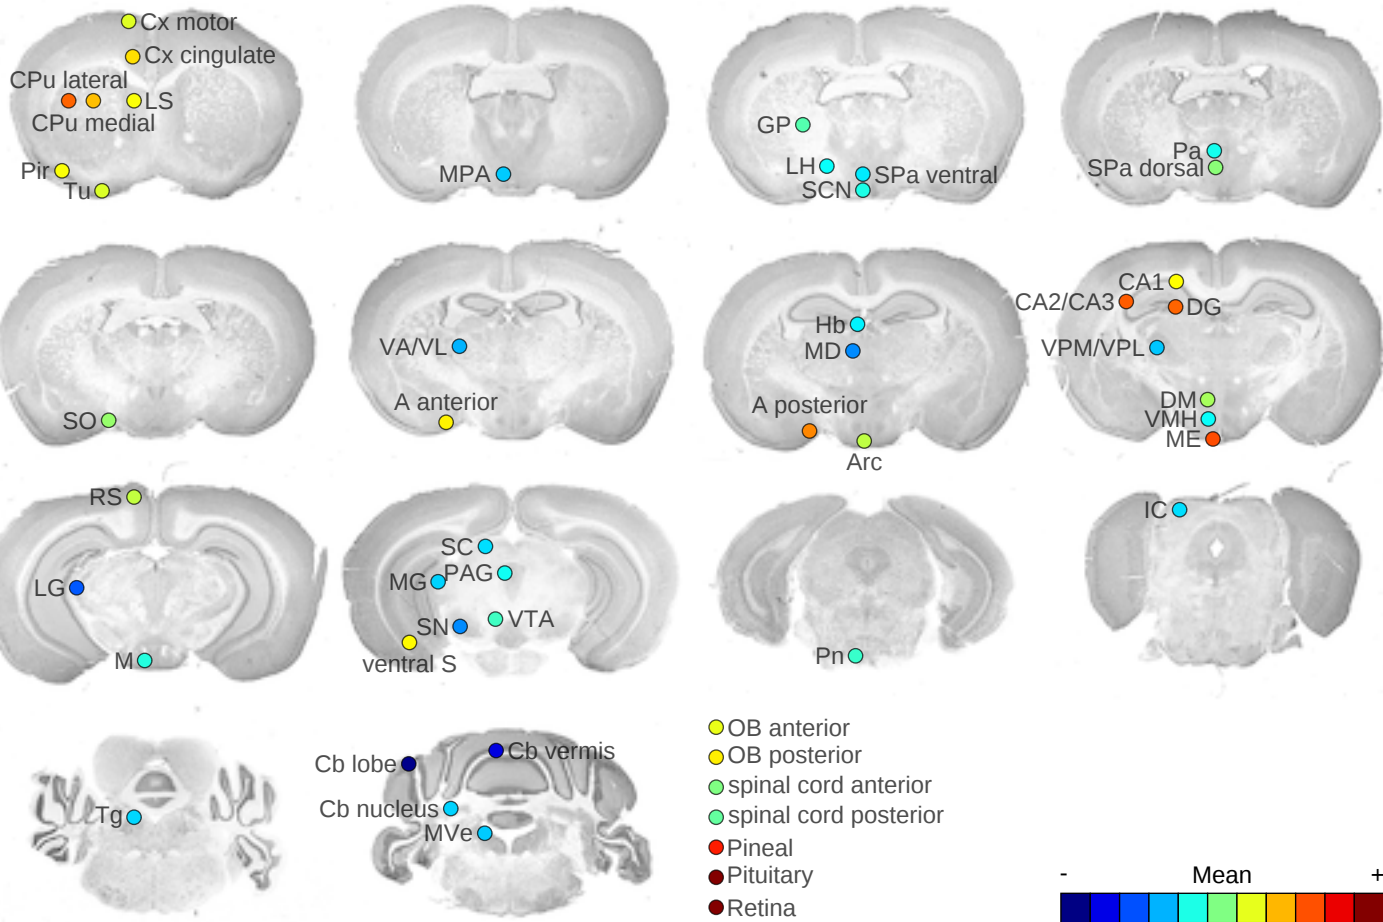 Cx motor
Cx cingulate
CPu lateral
LS
CPu medial
Pir
Tu
MPA
GP
LH
SPa ventral
SCN
Pa
SPa dorsal
SO
VA/VL
A anterior
Hb
MD
A posterior
Arc
CA1
CA2/CA3
DG
VPM/VPL
DM
VMH
ME
RS
LG
M
SC
MG
PAG
SN
VTA
ventral S
Pn
IC
Tg
Cb lobe
Cb vermis
Cb nucleus
MVe
OB anterior
OB posterior
spinal cord anterior
spinal cord posterior
Pineal
Pituitary
Retina
- Mean +